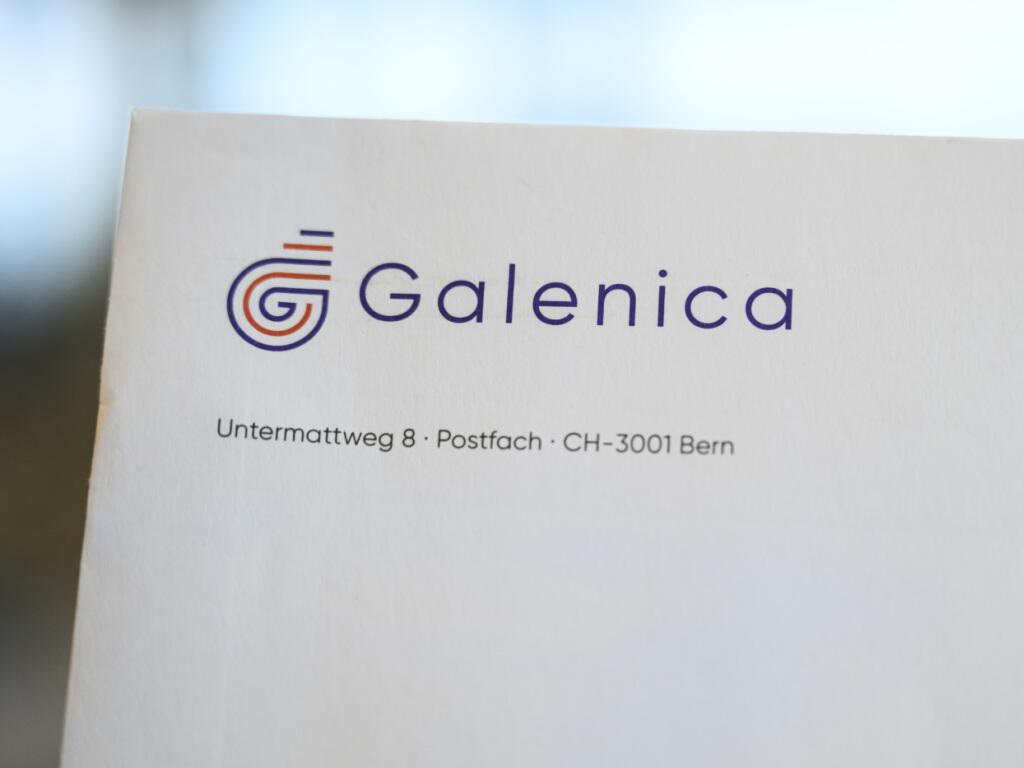 Galenica
Untermattweg 8 · Postfach · CH-3001 Bern